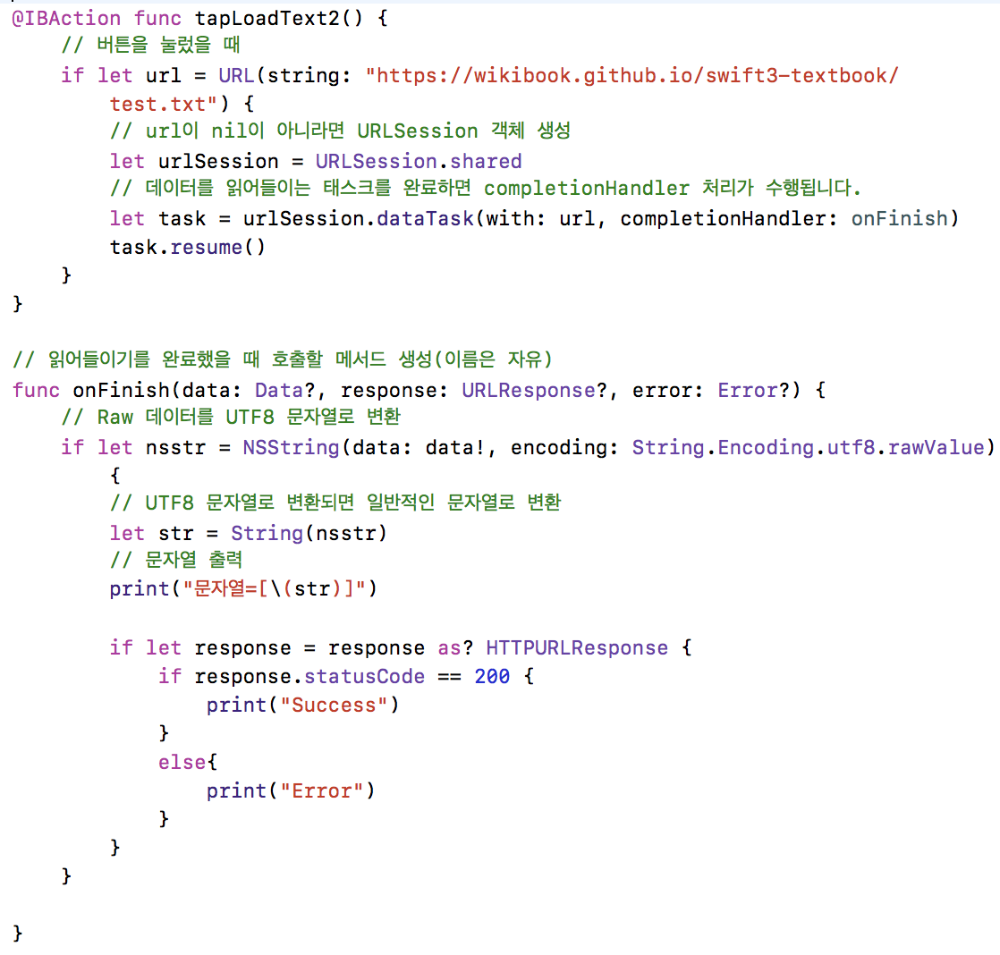 @IBAction func tapLoadText2() {
    // 버튼을 눌렀을 때
    if let url = URL(string: "https://wikibook.github.io/swift3-textbook/
        test.txt") {
        // url이 nil이 아니라면 URLSession 객체 생성
        let urlSession = URLSession.shared
        // 데이터를 읽어들이는 태스크를 완료하면 completionHandler 처리가 수행됩니다.
        let task = urlSession.dataTask(with: url, completionHandler: onFinish)
        task.resume()
    }
}

// 읽어들이기를 완료했을 때 호출할 메서드 생성(이름은 자유)
func onFinish(data: Data?, response: URLResponse?, error: Error?) {
    // Raw 데이터를 UTF8 문자열로 변환
    if let nsstr = NSString(data: data!, encoding: String.Encoding.utf8.rawValue)
        {
        // UTF8 문자열로 변환되면 일반적인 문자열로 변환
        let str = String(nsstr)
        // 문자열 출력
        print("문자열=[\(str)]")

        if let response = response as? HTTPURLResponse {
            if response.statusCode == 200 {
                print("Success")
            }
            else{
                print("Error")
            }
        }
    }

}